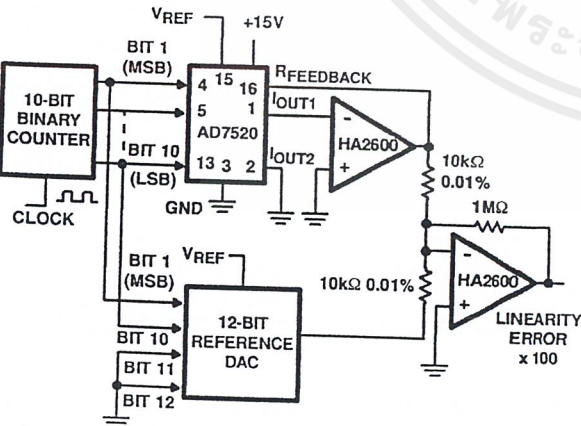 VREF
+15V
BIT 1
(MSB)
4
15
16
RFEEDBACK
10-BIT
BINARY
COUNTER
5
1
IOUT1
AD7520
HA2600
BIT 10
(LSB)
13
3
2
IOUT2
CLOCK
GND
10kΩ
0.01%
1MΩ
BIT 1
(MSB)
VREF
10kΩ 0.01%
HA2600
12-BIT
REFERENCE
DAC
BIT 10
BIT 11
BIT 12
LINEARITY
ERROR
x 100
-
+
-
+